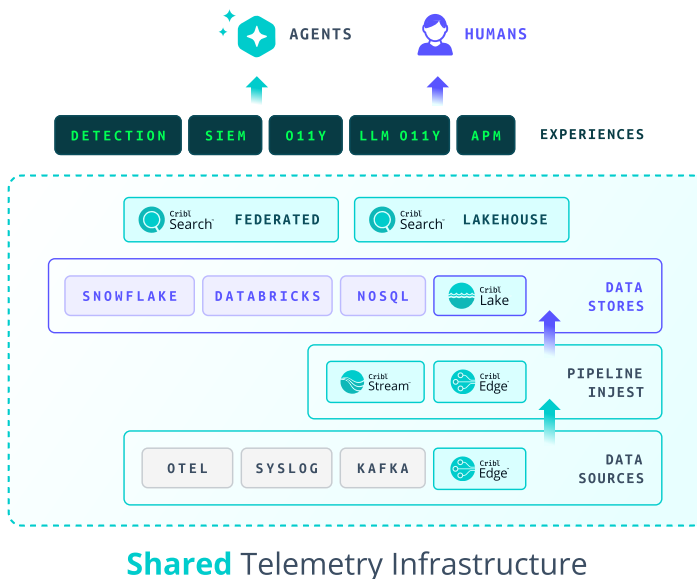 AGENTS
HUMANS
DETECTION
SIEM
O11Y
LLM O11Y
APM
EXPERIENCES
Cribl
Search
FEDERATED
Cribl
Search
LAKEHOUSE
SNOWFLAKE
DATABRICKS
NOSQL
Cribl
Lake
DATA
STORES
Cribl
Stream
Cribl
Edge
PIPELINE
INJEST
OTEL
SYSLOG
KAFKA
Cribl
Edge
DATA
SOURCES
Shared Telemetry Infrastructure